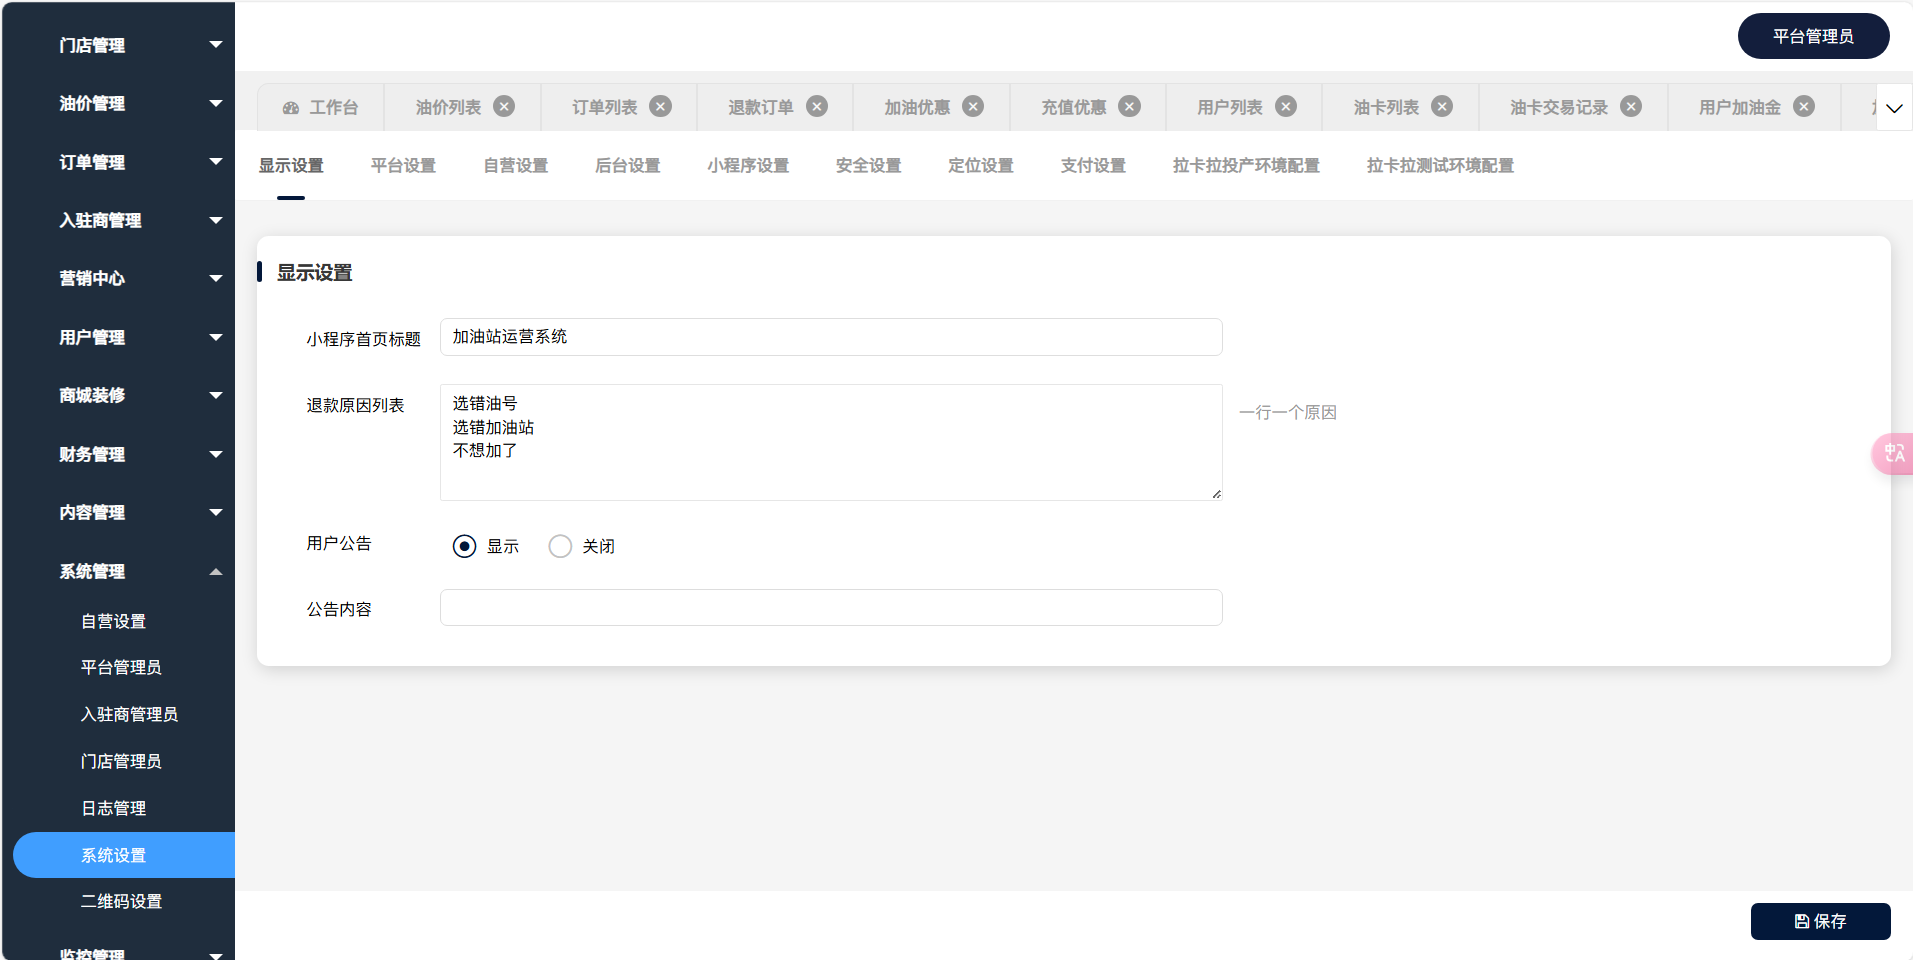 平台管理员
门店管理
油价管理
订单管理
入驻商管理
营销中心
用户管理
商城装修
财务管理
内容管理
系统管理
自营设置
平台管理员
入驻商管理员
门店管理员
日志管理
系统设置
二维码设置
监控管理
工作台
油价列表
订单列表
退款订单
加油优惠
充值优惠
用户列表
油卡列表
油卡交易记录
用户加油金
显示设置
平台设置
自营设置
后台设置
小程序设置
安全设置
定位设置
支付设置
拉卡拉投产环境配置
拉卡拉测试环境配置
显示设置
小程序首页标题
加油站运营系统
退款原因列表
选错油号
选错加油站
不想加了
一行一个原因
用户公告
显示
关闭
公告内容
中A
保存